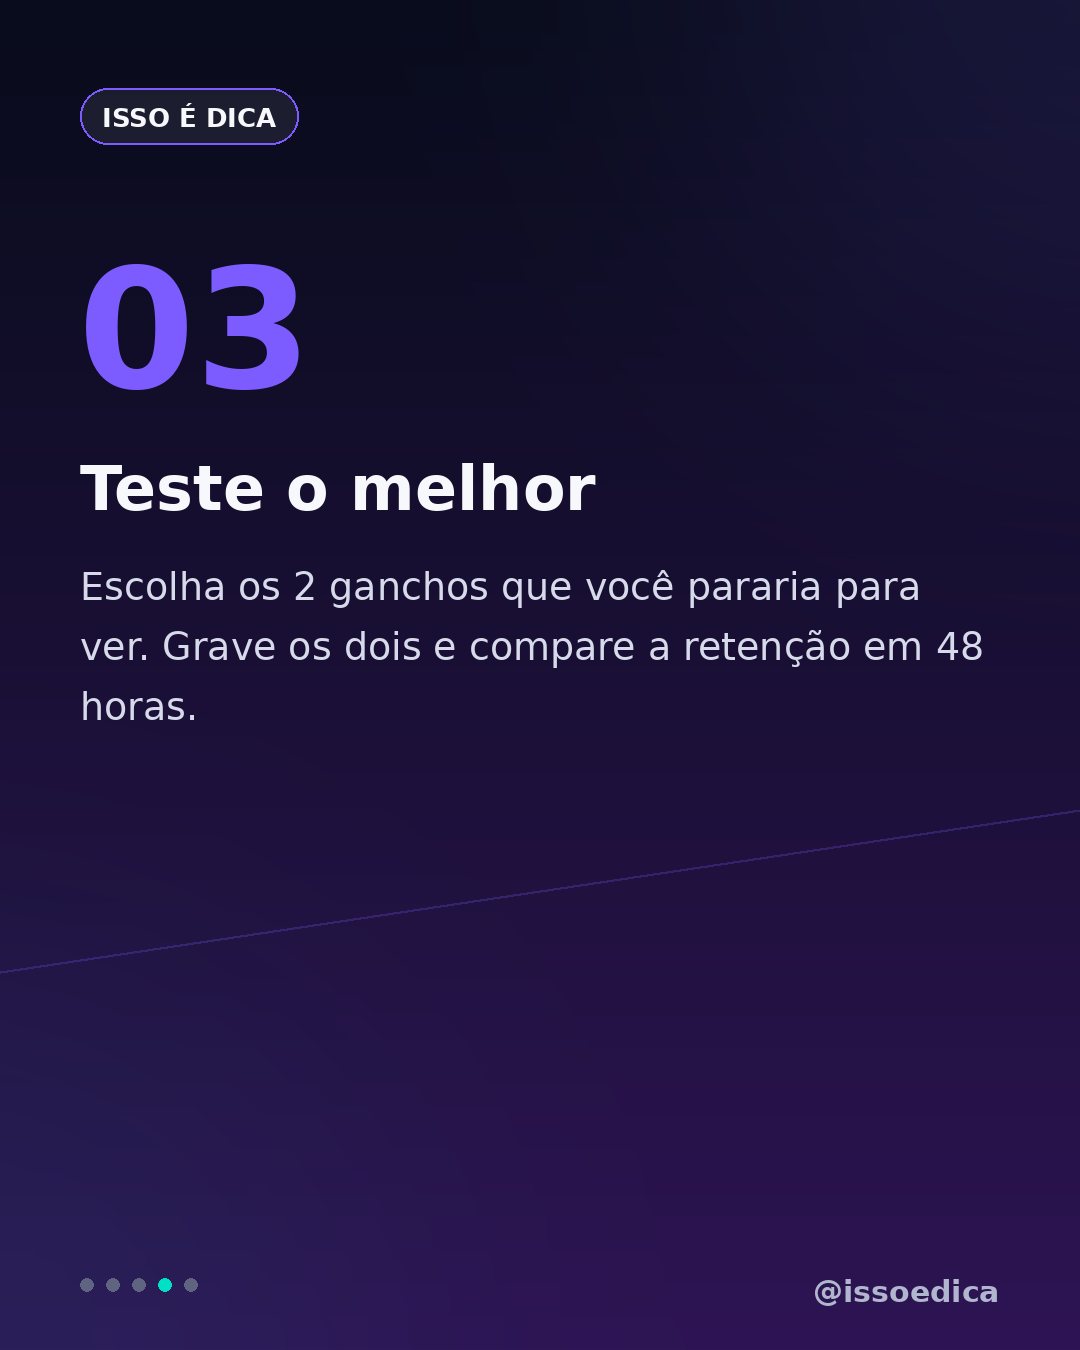 ISSO É DICA
03
Teste o melhor
Escolha os 2 ganchos que você pararia para
ver. Grave os dois e compare a retenção em 48
horas.
@issoedica